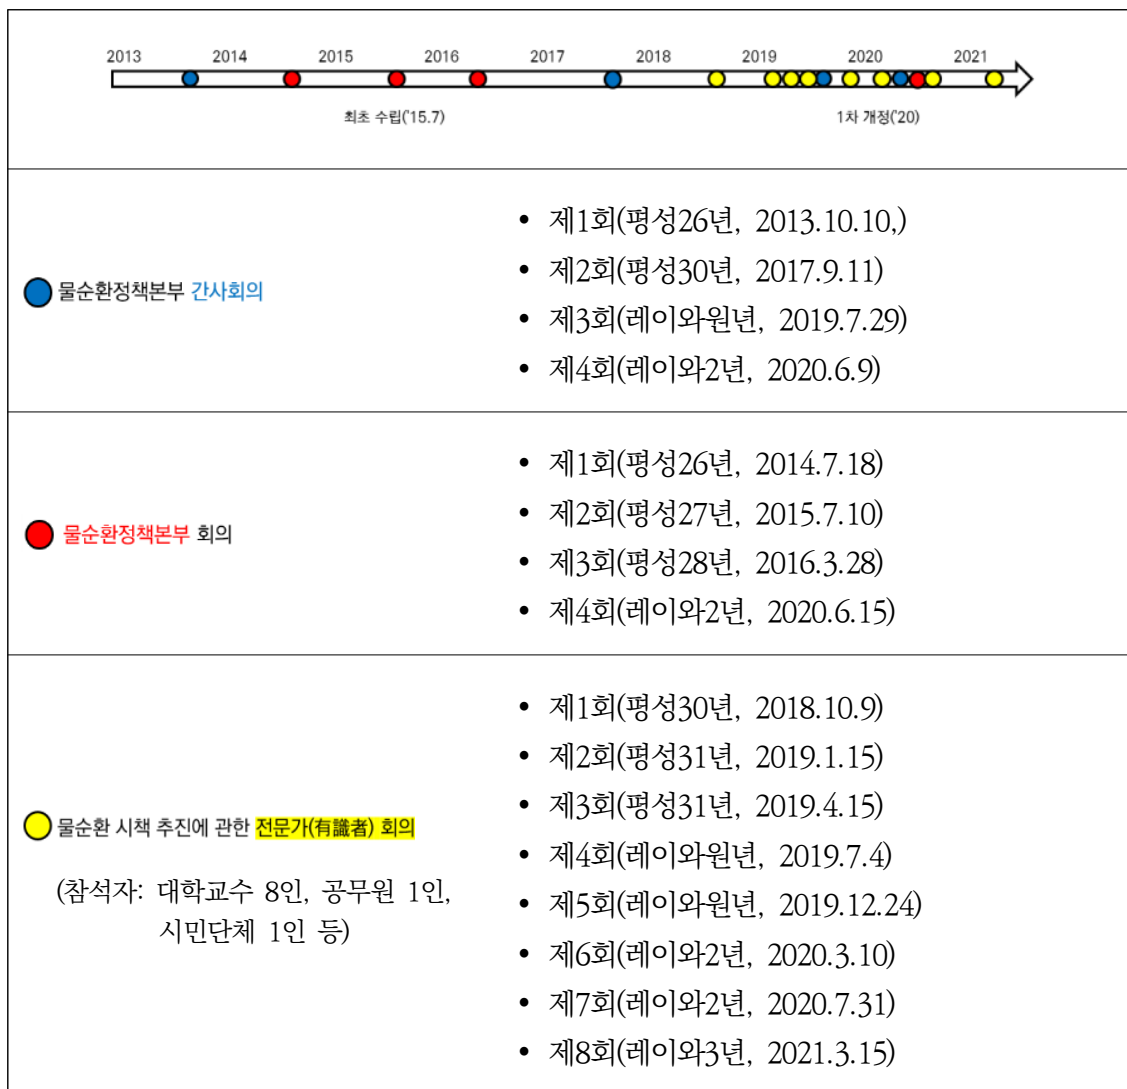 2013 2014 2015 2016 2017 2018 2019 2020 2021
최초 수립('15.7) 1차 개정('20)
물순환정책본부 간사회의
• 제1회(평성26년, 2013.10.10,)
• 제2회(평성30년, 2017.9.11)
• 제3회(레이와원년, 2019.7.29)
• 제4회(레이와2년, 2020.6.9)
물순환정책본부 회의
• 제1회(평성26년, 2014.7.18)
• 제2회(평성27년, 2015.7.10)
• 제3회(평성28년, 2016.3.28)
• 제4회(레이와2년, 2020.6.15)
물순환 시책 추진에 관한 전문가(有識者) 회의
(참석자: 대학교수 8인, 공무원 1인,
시민단체 1인 등)
• 제1회(평성30년, 2018.10.9)
• 제2회(평성31년, 2019.1.15)
• 제3회(평성31년, 2019.4.15)
• 제4회(레이와원년, 2019.7.4)
• 제5회(레이와원년, 2019.12.24)
• 제6회(레이와2년, 2020.3.10)
• 제7회(레이와2년, 2020.7.31)
• 제8회(레이와3년, 2021.3.15)